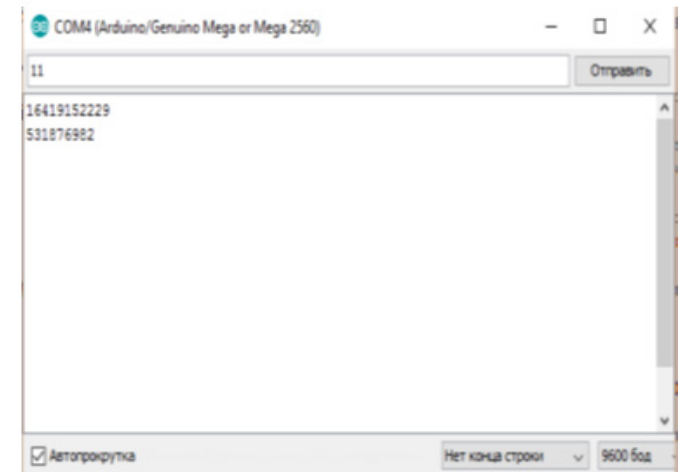 COM4 (Arduino/Genuino Mega or Mega 2560)
11
Отправить
16419152229
531876982
Автопрокрутка
Нет конца строки
9600 бод